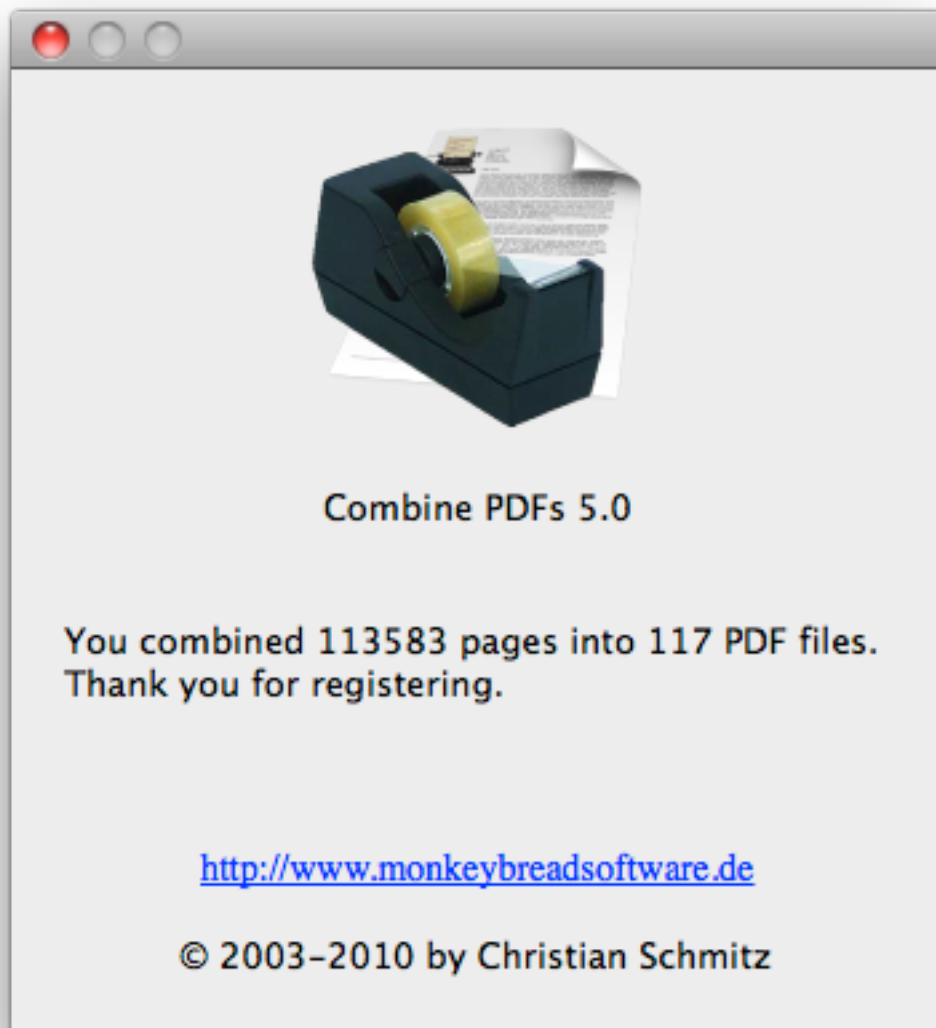 Combine PDFs 5.0
You combined 113583 pages into 117 PDF files.
Thank you for registering.
http://www.monkeybreadsoftware.de
© 2003-2010 by Christian Schmitz